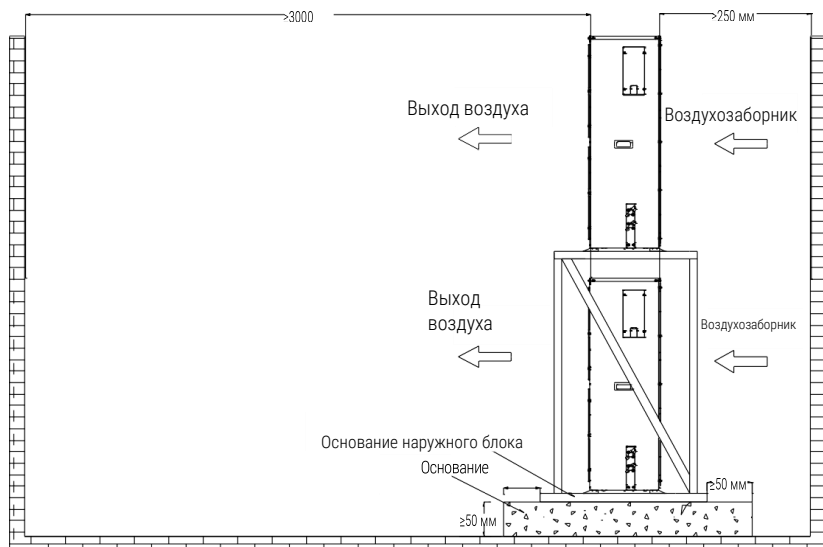 >3000
>250 мм
Выход воздуха
Воздухозаборник
Выход
воздуха
Воздухозаборник
Основание наружного блока
Основание
≥50 мм
≥50 мм